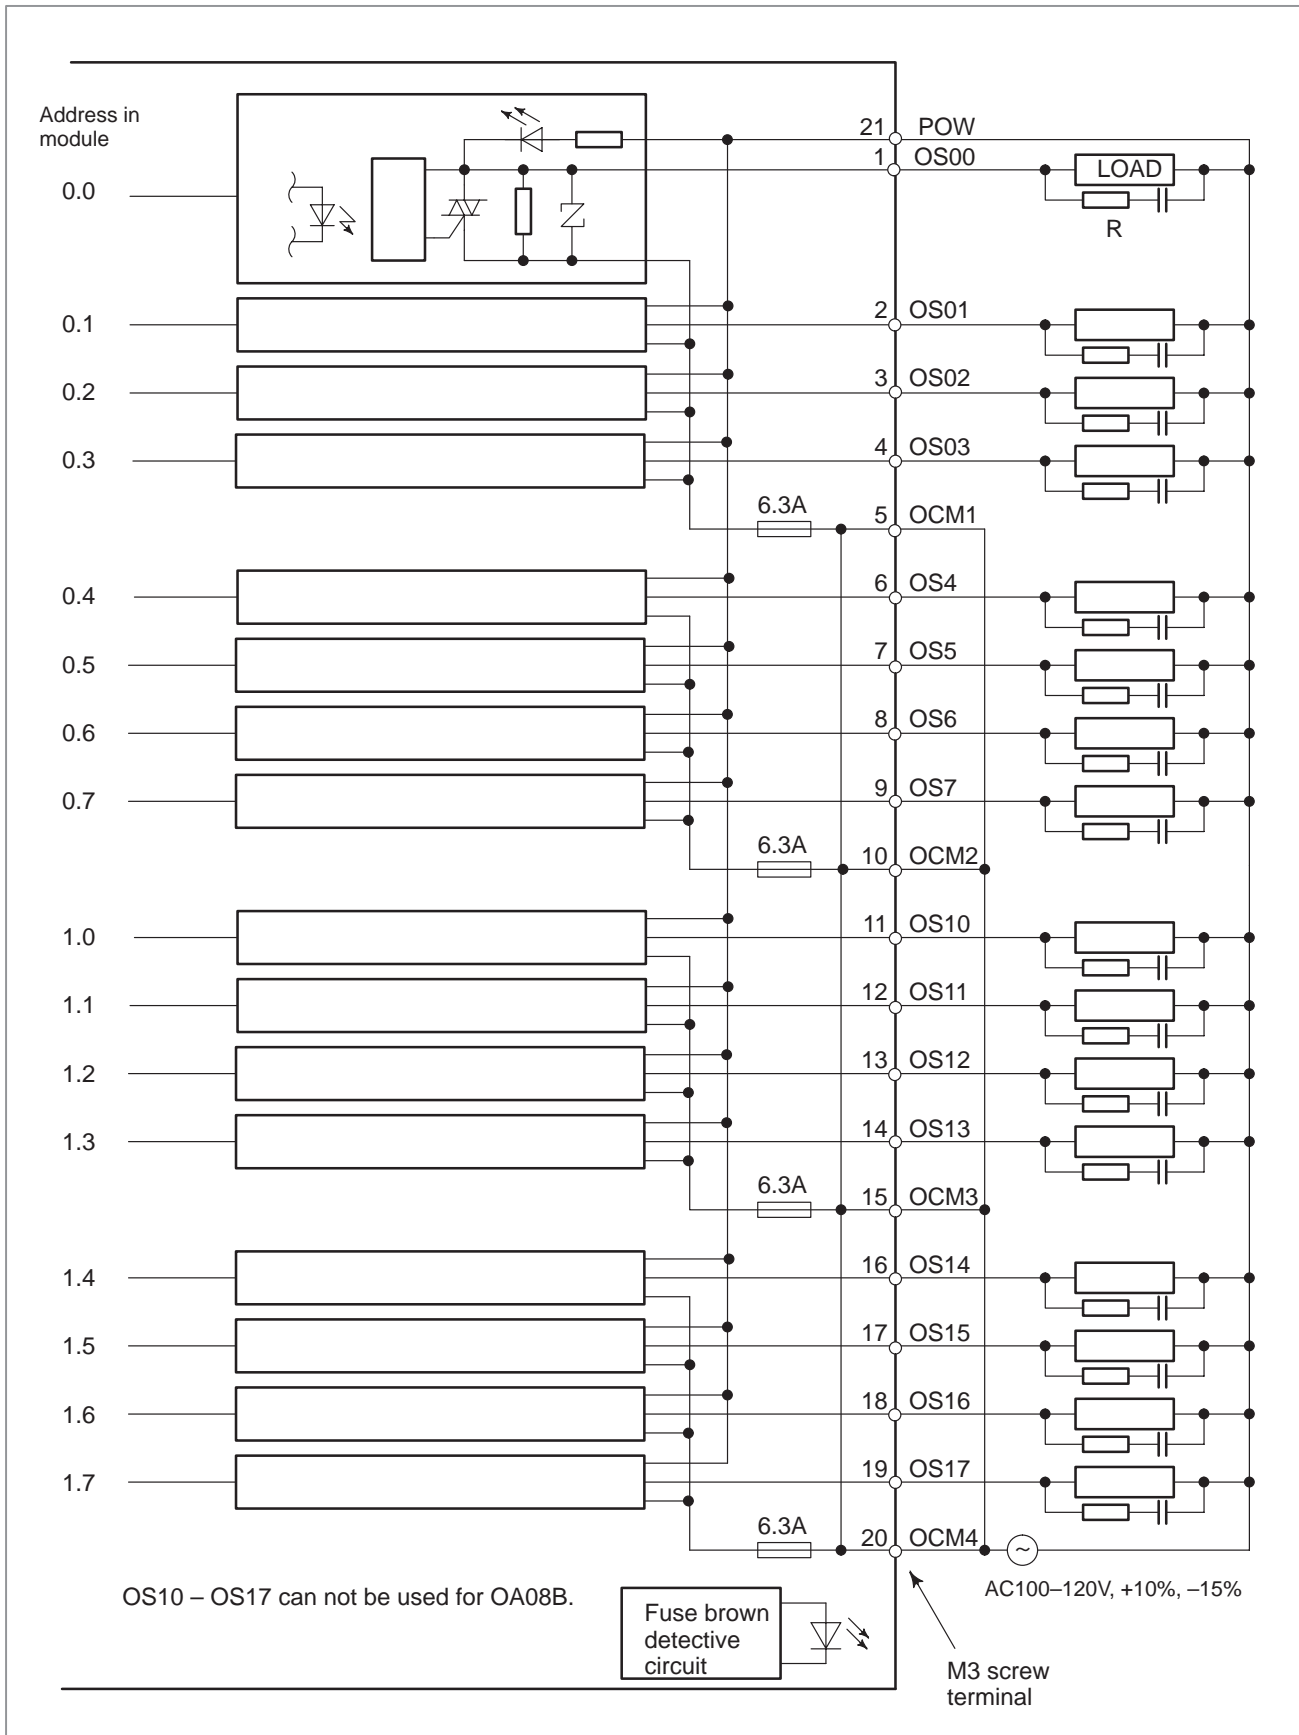 Address in
module
21 POW
0.0 1 OS00 LOAD
R
0.1 2 OS01
0.2 3 OS02
0.3 4 OS03
6.3A 5 OCM1
0.4 6 OS4
0.5 7 OS5
0.6 8 OS6
0.7 9 OS7
6.3A 10 OCM2
1.0 11 OS10
1.1 12 OS11
1.2 13 OS12
1.3 14 OS13
6.3A 15 OCM3
1.4 16 OS14
1.5 17 OS15
1.6 18 OS16
1.7 19 OS17
6.3A 20 OCM4 ~
AC100–120V, +10%, –15%
OS10 – OS17 can not be used for OA08B.
Fuse brown
detective
circuit
M3 screw
terminal